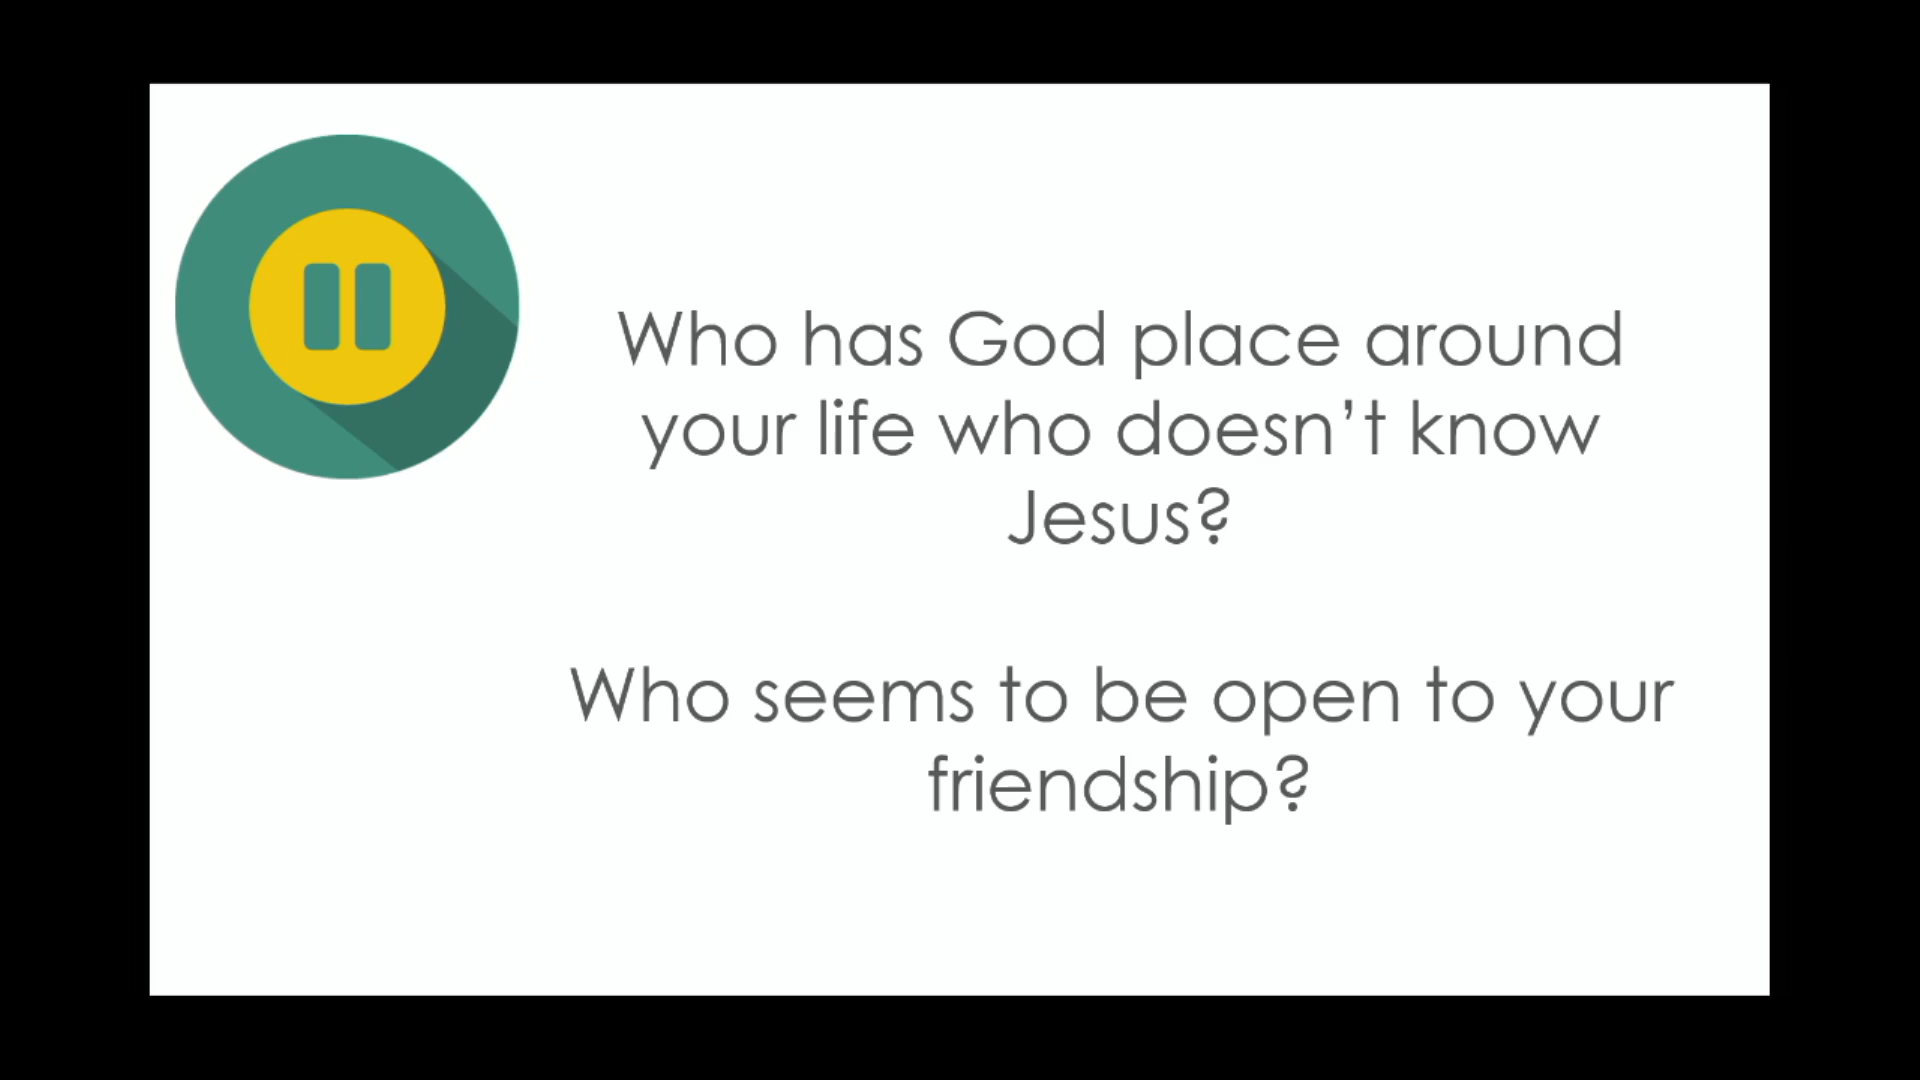 Who has God place around
your life who doesn’t know
Jesus?
Who seems to be open to your
friendship?